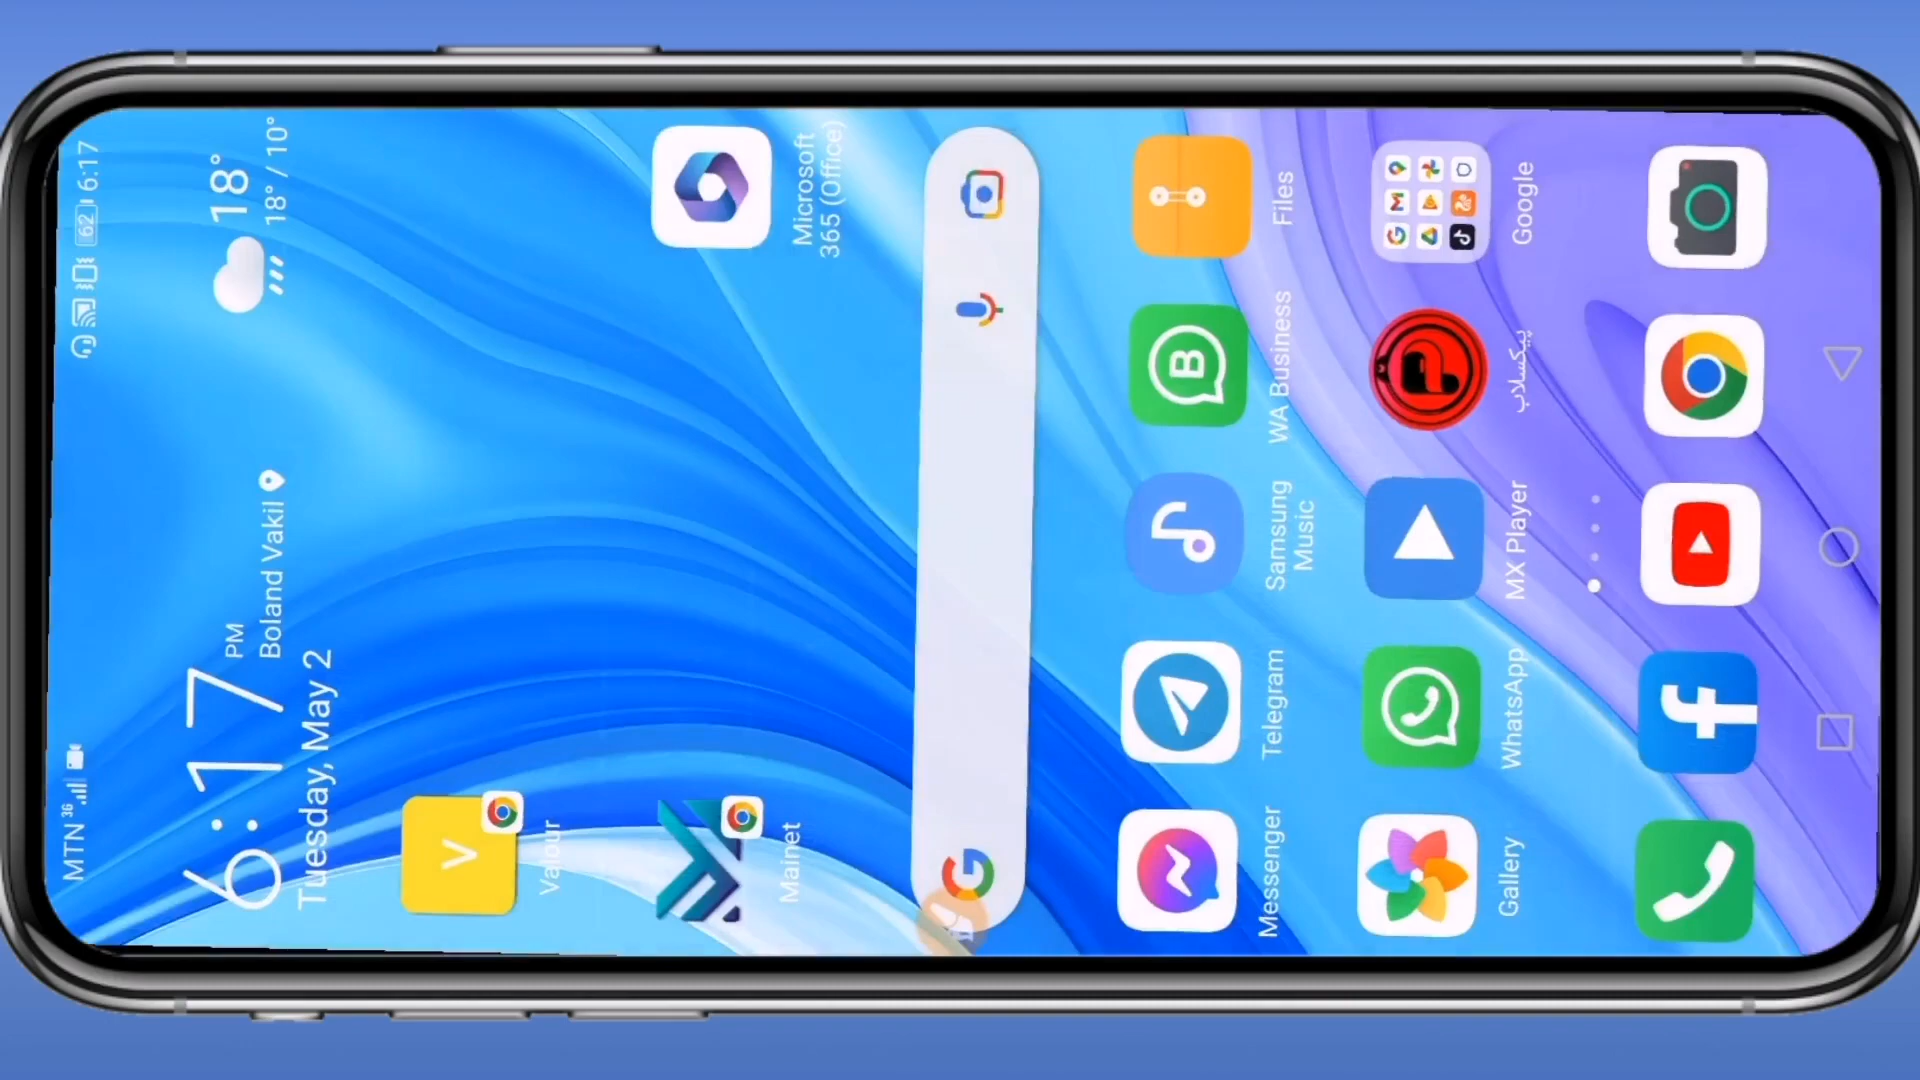 MTN 3G
62 6:17
6:17 PM
Boland Vakil
Tuesday, May 2
18°
18° / 10°
V
Valour
Mainet
Microsoft
365 (Office)
G
Messenger
Telegram
Samsung
Music
B
WA Business
Files
Gallery
WhatsApp
MX Player
پیکسلاب
Google
f